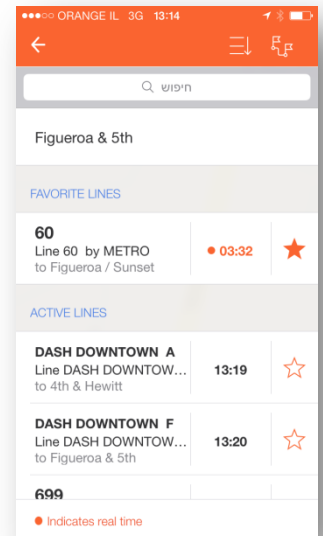 ORANGE IL 3G 13:14
חיפוש
Figueroa & 5th
FAVORITE LINES
60
Line 60 by METRO
to Figueroa / Sunset
03:32
ACTIVE LINES
DASH DOWNTOWN A
Line DASH DOWNTOW...
to 4th & Hewitt
13:19
DASH DOWNTOWN F
Line DASH DOWNTOW...
to Figueroa & 5th
13:20
699
Indicates real time